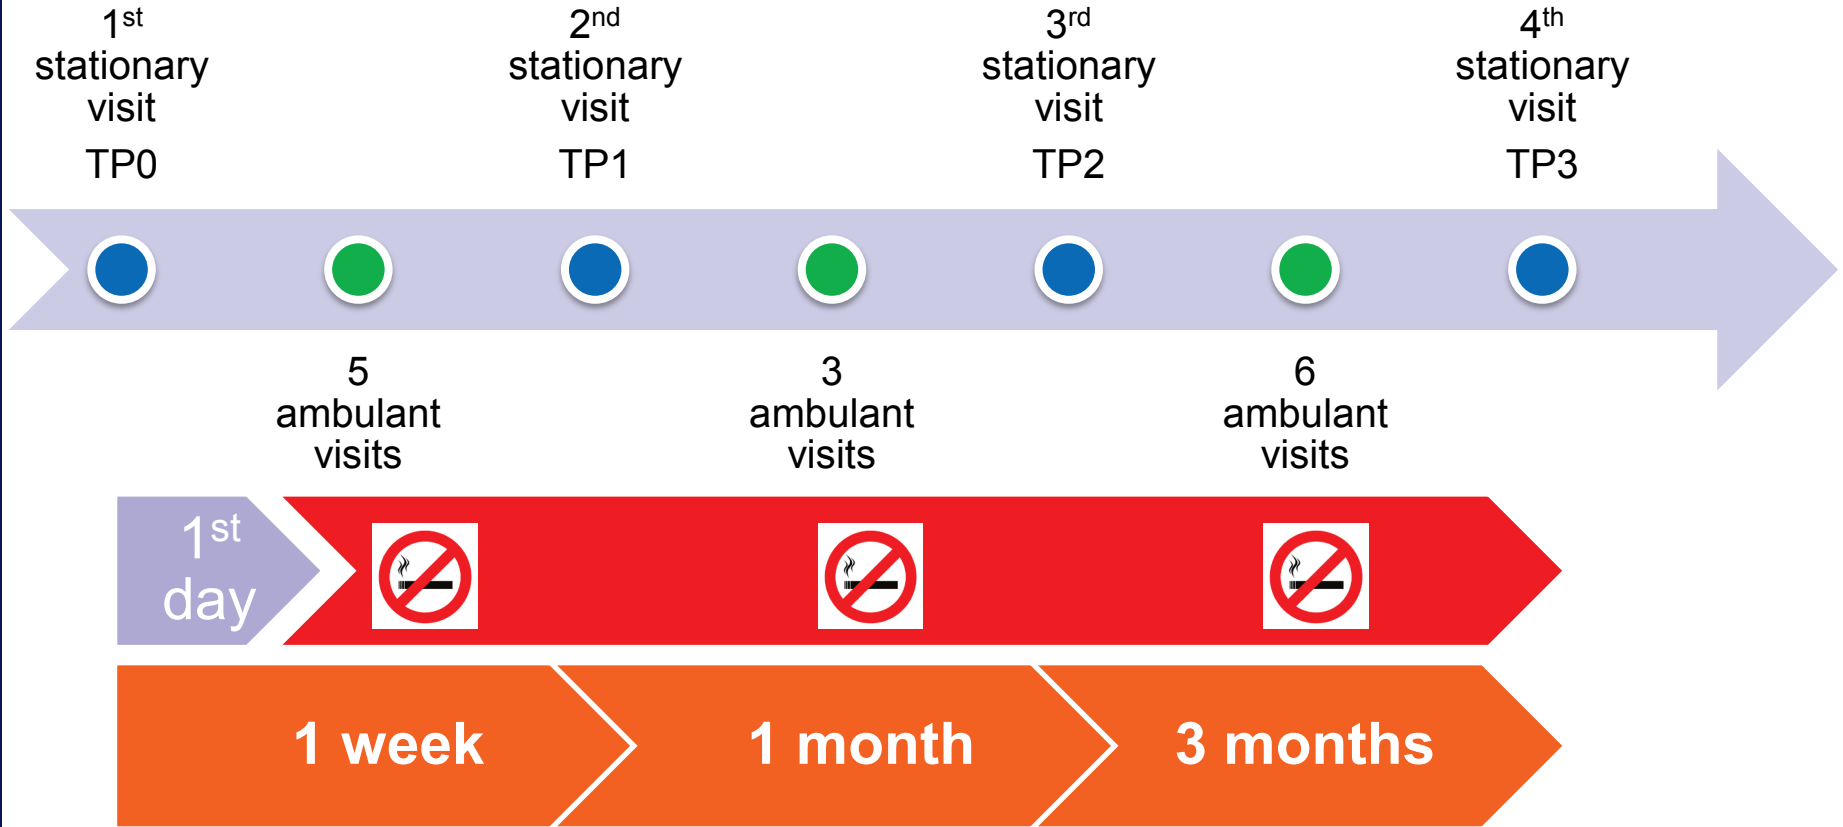 1st
stationary
visit
TP0
2nd
stationary
visit
TP1
3rd
stationary
visit
TP2
4th
stationary
visit
TP3
5
ambulant
visits
3
ambulant
visits
6
ambulant
visits
1st
day
1 week
1 month
3 months